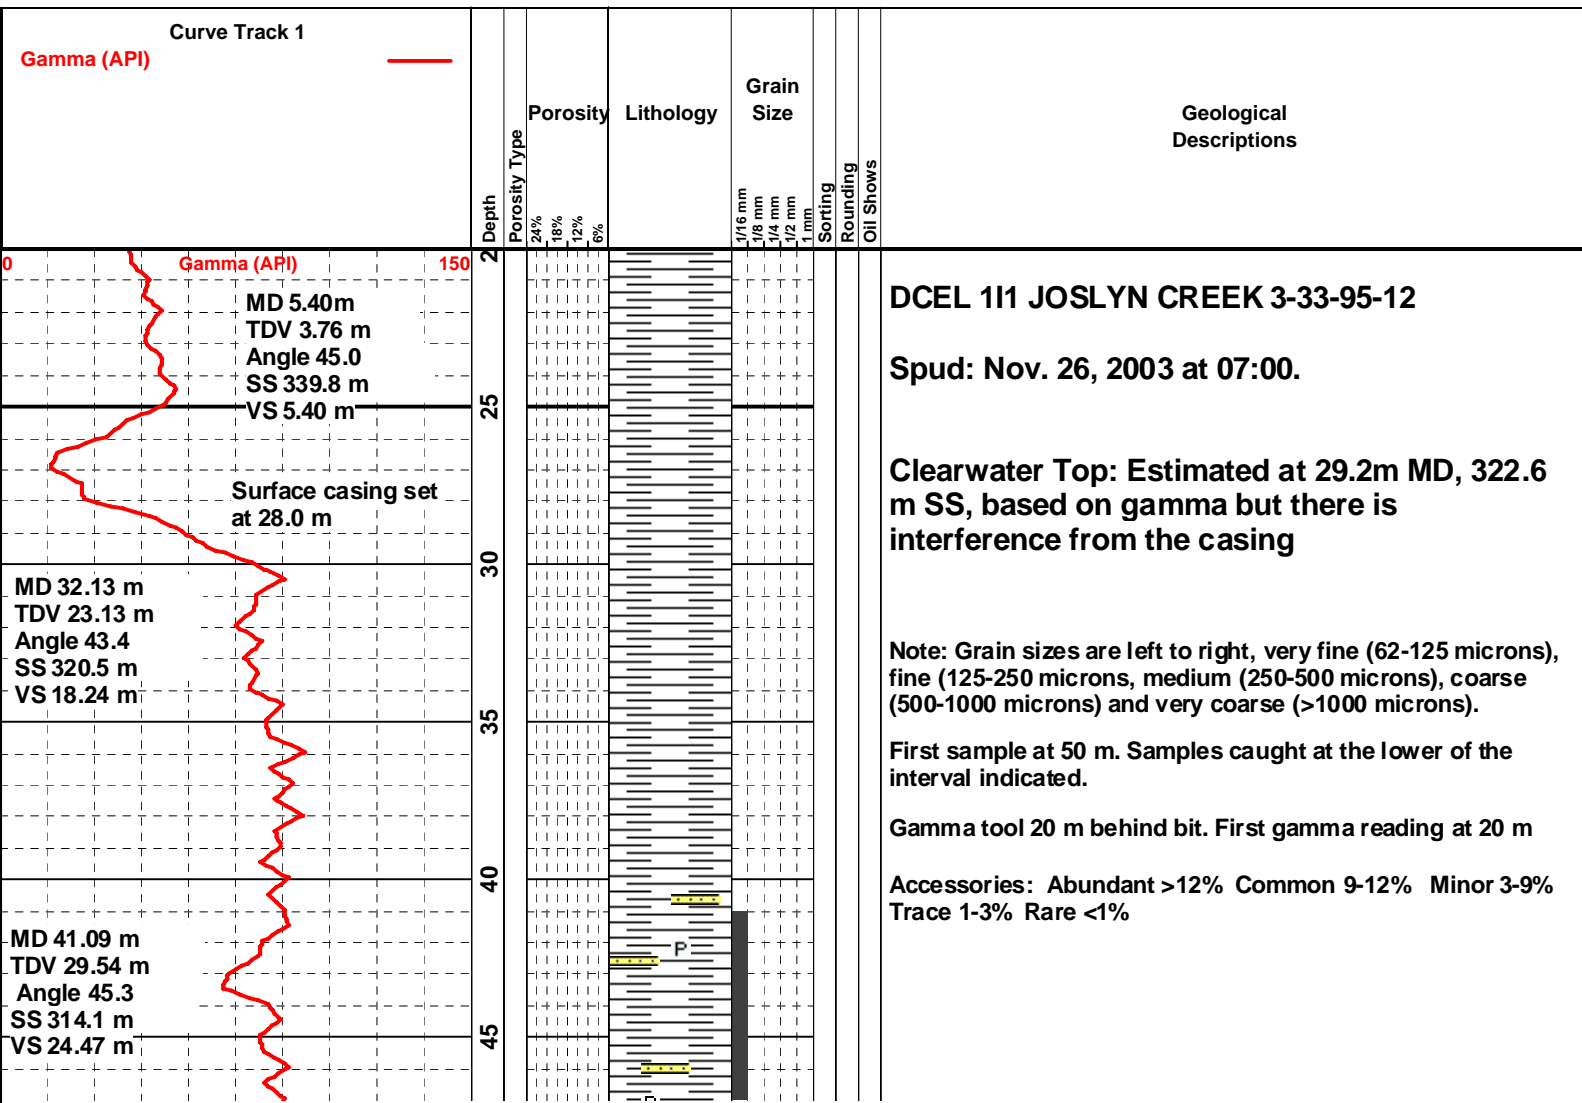 Curve Track 1
Gamma (API)
Depth
Porosity Type
Porosity
24%
18%
12%
6%
Lithology
Grain
Size
1/16 mm
1/8 mm
1/4 mm
1/2 mm
1 mm
Sorting
Rounding
Oil Shows
Geological
Descriptions
0 Gamma (API) 150
MD 5.40m
TDV 3.76 m
Angle 45.0
SS 339.8 m
VS 5.40 m
Surface casing set
at 28.0 m
MD 32.13 m
TDV 23.13 m
Angle 43.4
SS 320.5 m
VS 18.24 m
MD 41.09 m
TDV 29.54 m
Angle 45.3
SS 314.1 m
VS 24.47 m
2
25
30
35
40
45
P
DCEL 1I1 JOSLYN CREEK 3-33-95-12
Spud: Nov. 26, 2003 at 07:00.
Clearwater Top: Estimated at 29.2m MD, 322.6
m SS, based on gamma but there is
interference from the casing
Note: Grain sizes are left to right, very fine (62-125 microns),
fine (125-250 microns, medium (250-500 microns), coarse
(500-1000 microns) and very coarse (>1000 microns).
First sample at 50 m. Samples caught at the lower of the
interval indicated.
Gamma tool 20 m behind bit. First gamma reading at 20 m
Accessories: Abundant >12% Common 9-12% Minor 3-9%
Trace 1-3% Rare <1%